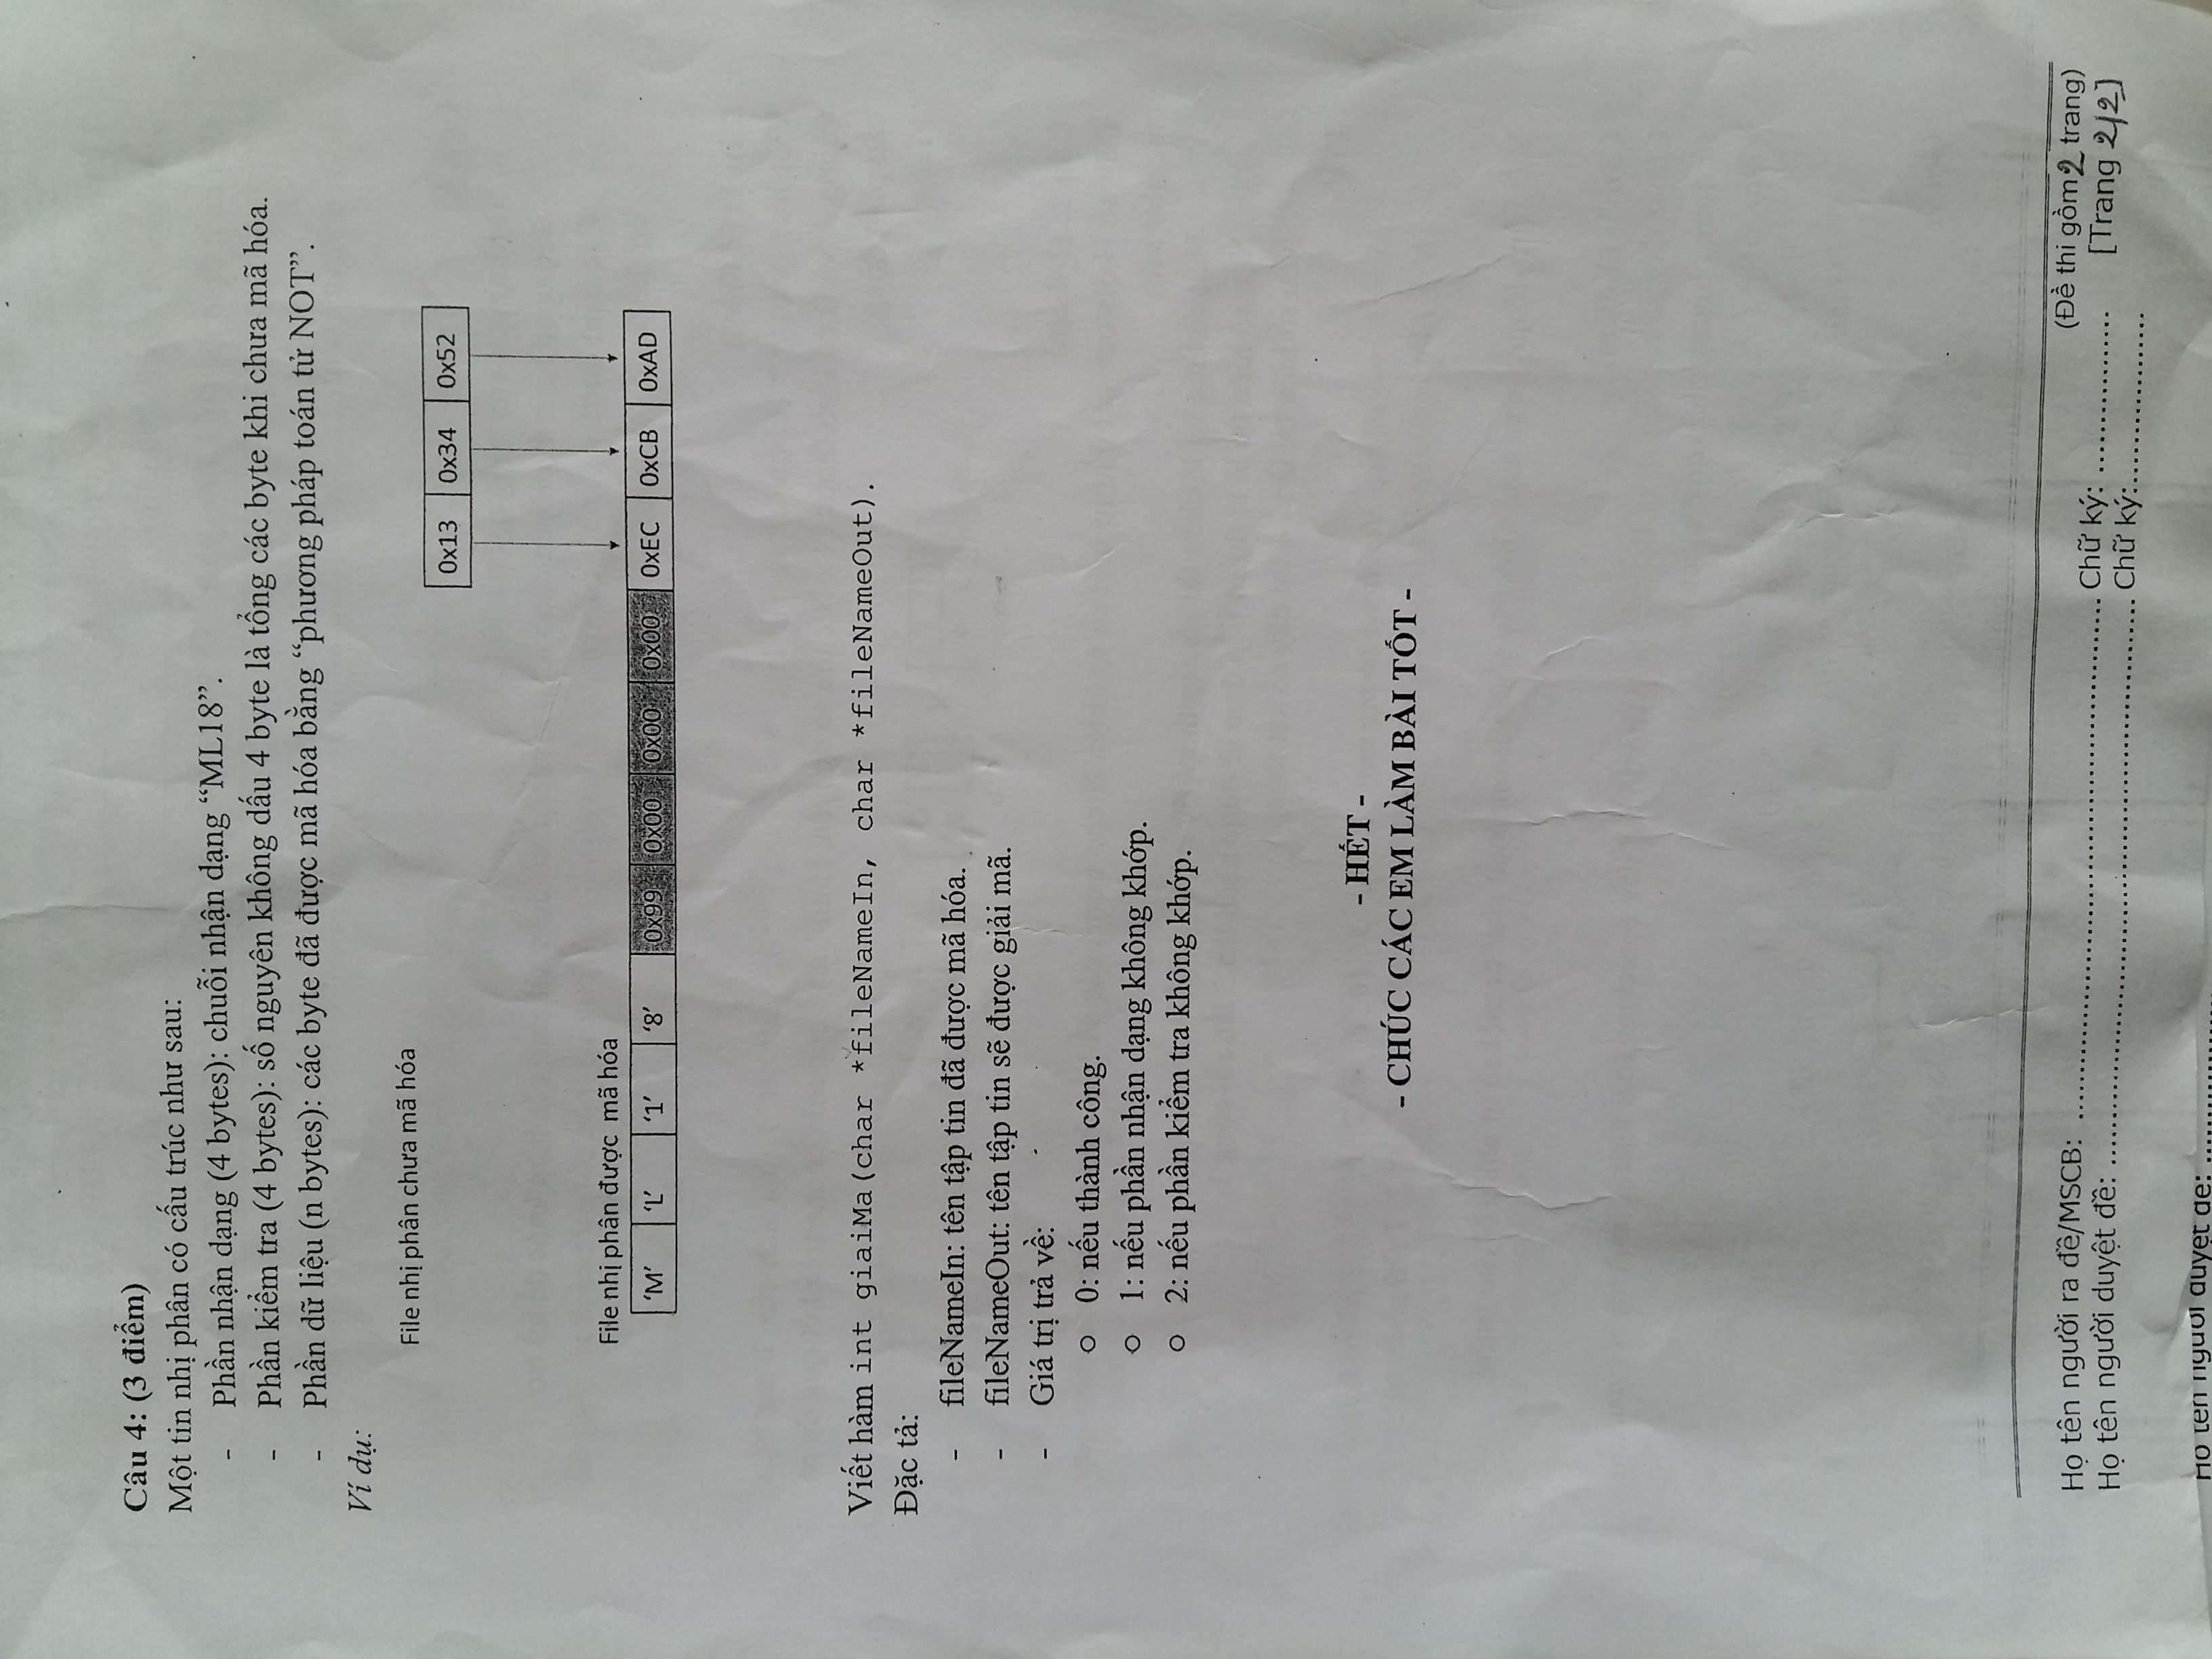 Câu 4: (3 điểm)
Một tin nhị phân có cấu trúc như sau:
- Phần nhận dạng (4 bytes): chuỗi nhận dạng “ML18”.
- Phần kiểm tra (4 bytes): số nguyên không dấu 4 byte là tổng các byte khi chưa mã hóa.
- Phần dữ liệu (n bytes): các byte đã được mã hóa bằng “phương pháp toán tử NOT”.
Ví dụ:
File nhị phân chưa mã hóa
0x13 0x34 0x52
File nhị phân được mã hóa
‘M’ ‘L’ ‘1’ ‘8’ 0x99 0x00 0x00 0x00 0xEC 0xCB 0xAD
Viết hàm int giaiMa(char *fileNameIn, char *fileNameOut).
Đặc tả:
- fileNameIn: tên tập tin đã được mã hóa.
- fileNameOut: tên tập tin sẽ được giải mã.
- Giá trị trả về:
o 0: nếu thành công.
o 1: nếu phần nhận dạng không khớp.
o 2: nếu phần kiểm tra không khớp.
- HẾT -
- CHÚC CÁC EM LÀM BÀI TỐT -
(Đề thi gồm 2 trang)
Họ tên người ra đề/MSCB: ........................................................ Chữ ký: .................
[Trang 2/2]
Họ tên người duyệt đề: ............................................................. Chữ ký:..................
Họ tên người duyệt đề: ....................